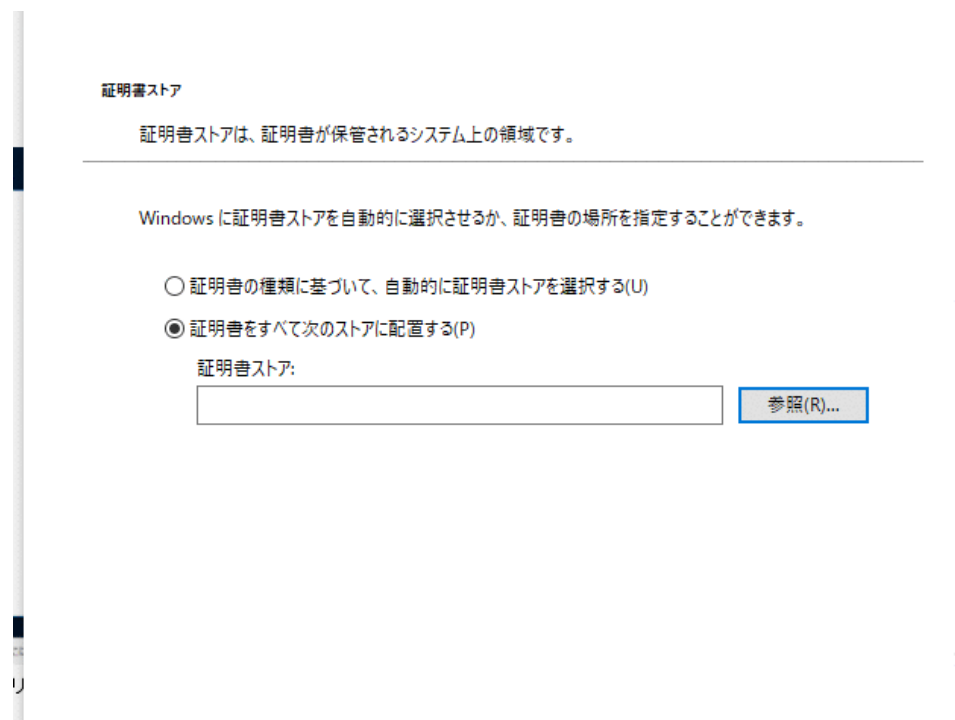 証明書ストア
証明書ストアは、証明書が保管されるシステム上の領域です。
Windows に証明書ストアを自動的に選択させるか、証明書の場所を指定することができます。
証明書の種類に基づいて、自動的に証明書ストアを選択する(U)
証明書をすべて次のストアに配置する(P)
証明書ストア:
参照(R)...
リ